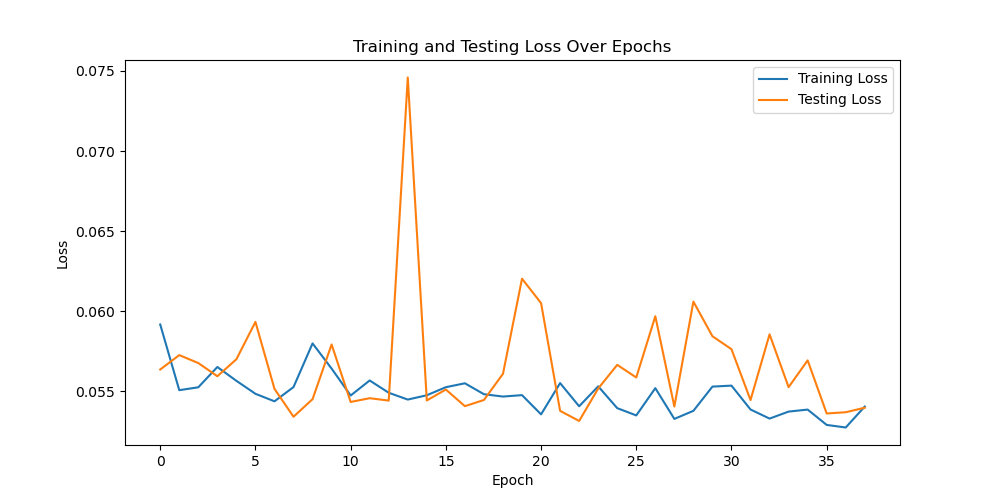 Training and Testing Loss Over Epochs
Training Loss
Testing Loss
0.075
0.070
0.065
0.060
0.055
Loss
0 5 10 15 20 25 30 35
Epoch